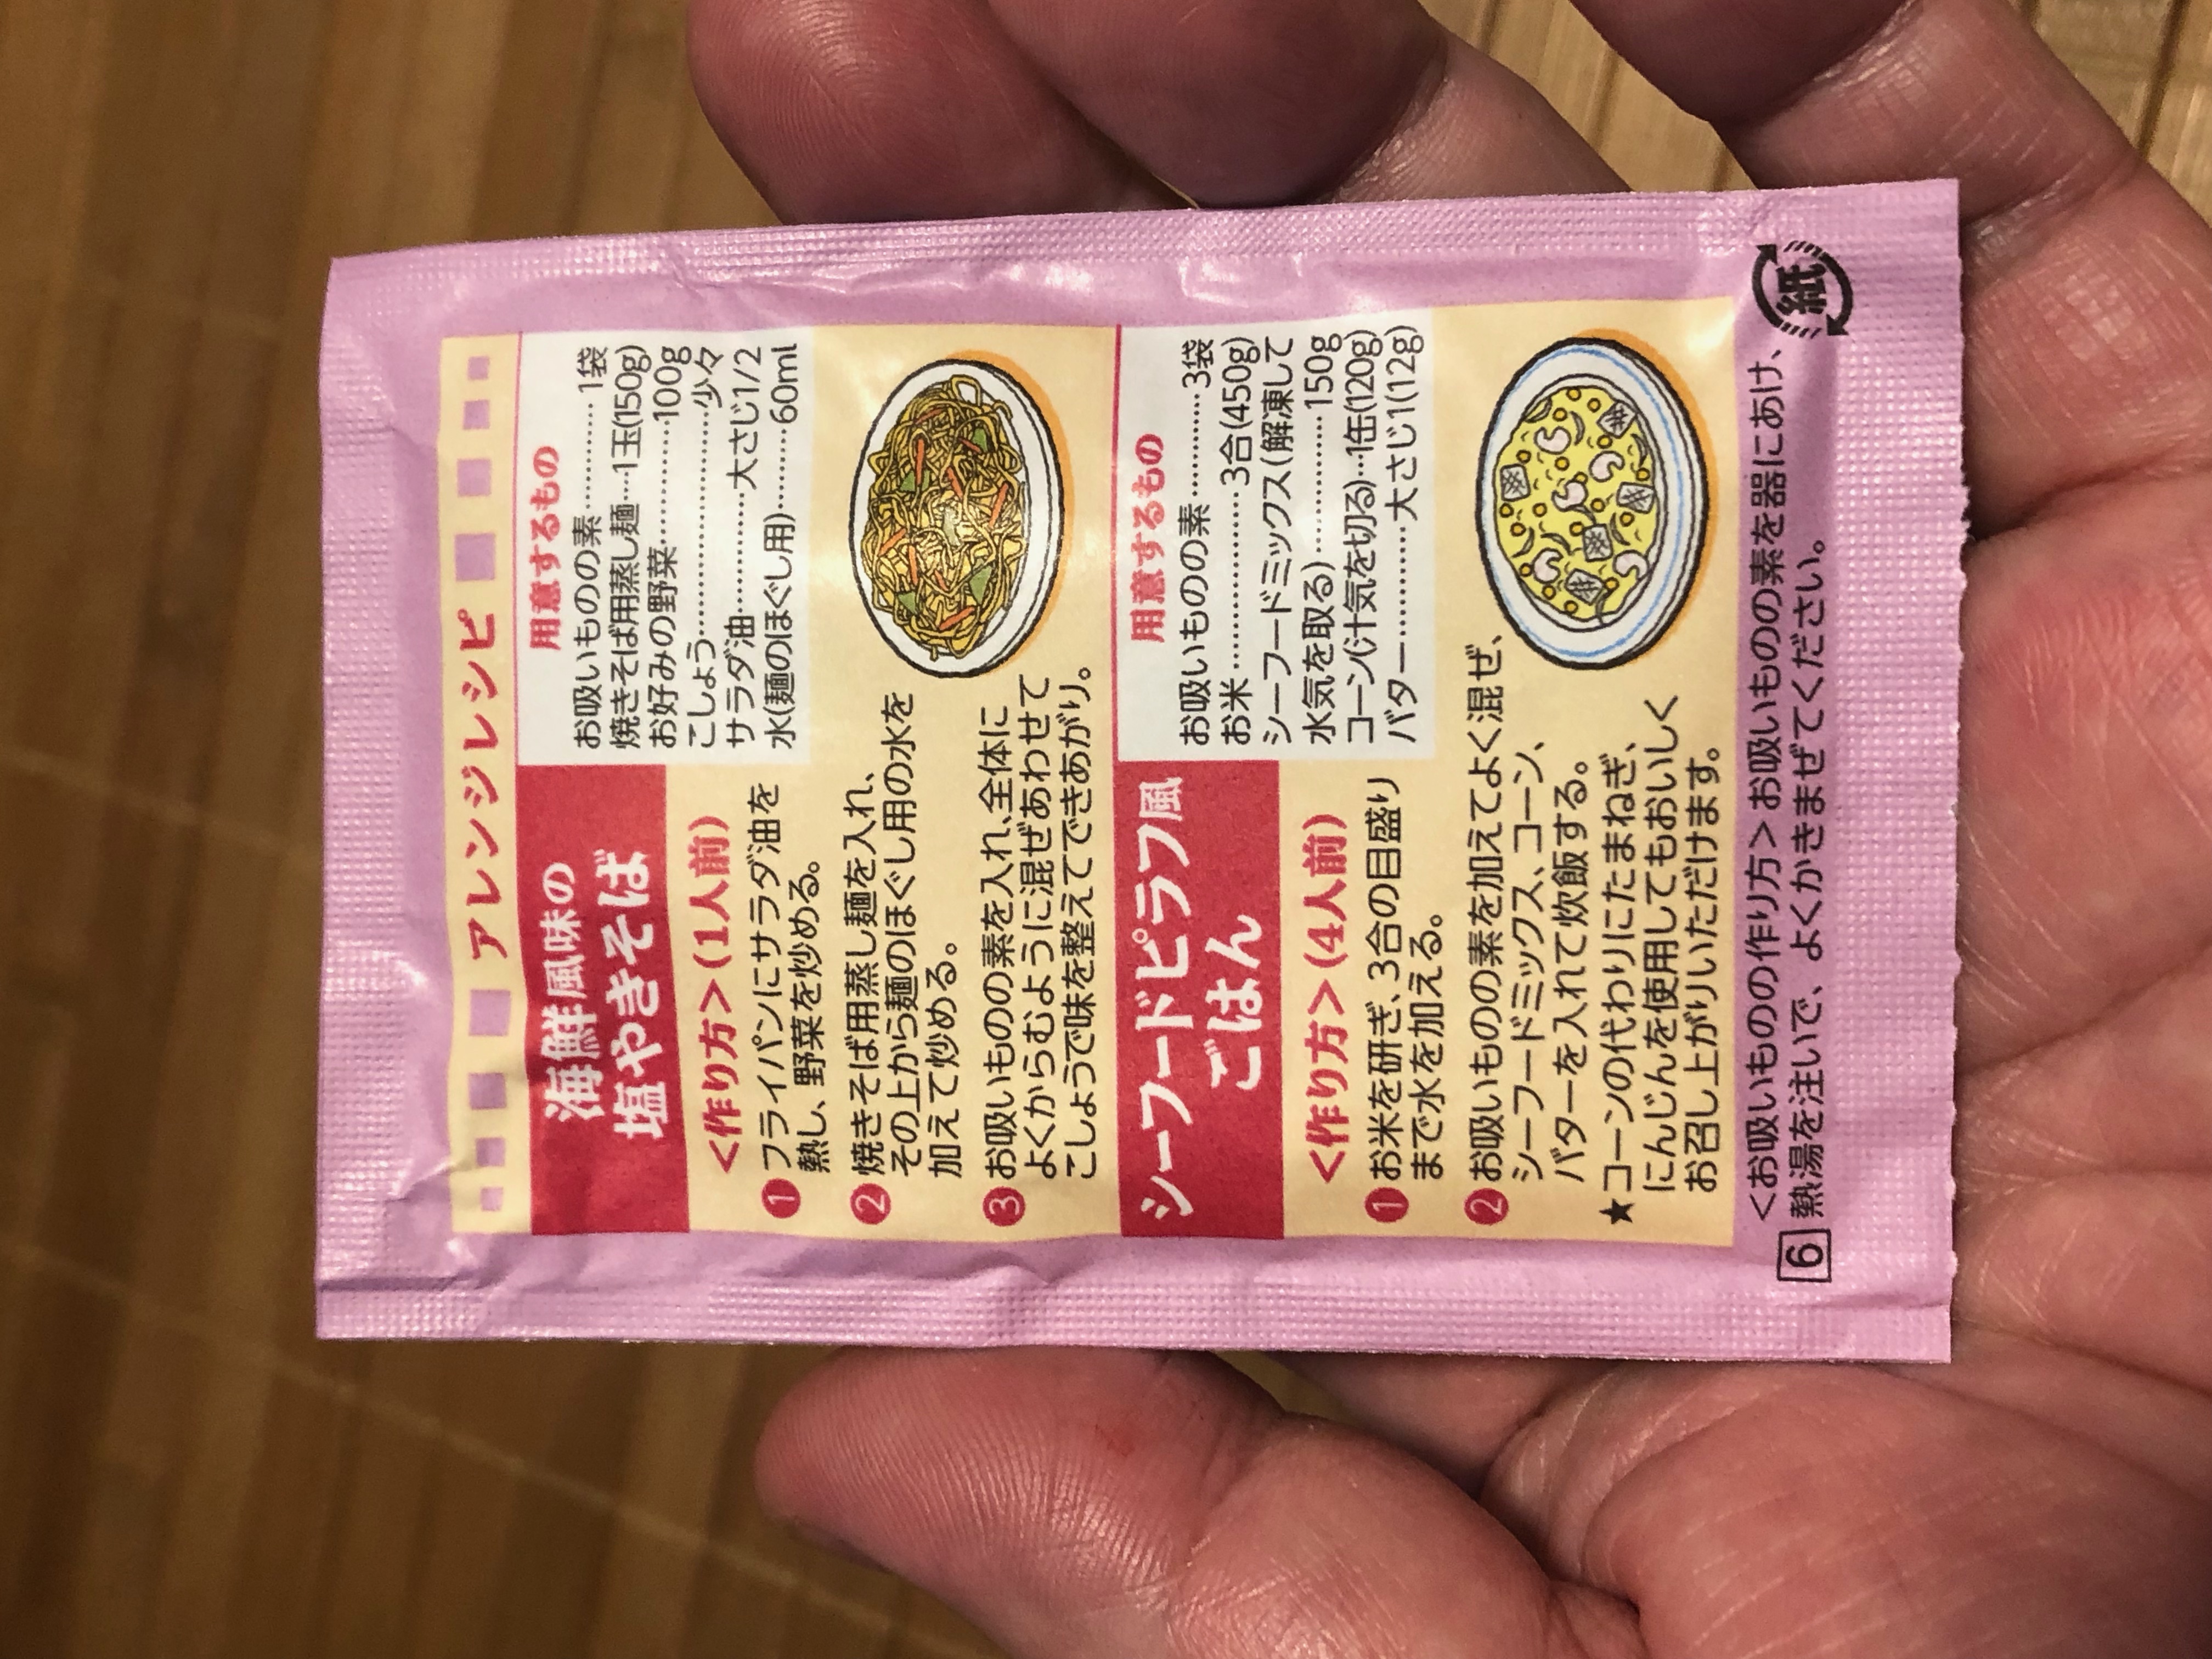 アレンジレシピ
海鮮風味の
塩やきそば
用意するもの
お吸いものの素…………1袋
焼きそば用蒸し麺…1玉(150g)
お好みの野菜…………100g
こしょう…………………少々
サラダ油…………大さじ1/2
水(麺のほぐし用)………60ml
<作り方>(1人前)
❶フライパンにサラダ油を
熱し、野菜を炒める。
❷焼きそば用蒸し麺を入れ、
その上から麺のほぐし用の水を
加えて炒める。
❸お吸いものの素を入れ、全体に
よくからむように混ぜあわせて
こしょうで味を整えてできあがり。
シーフードピラフ風
ごはん
用意するもの
お吸いものの素…………3袋
お米………………3合(450g)
シーフードミックス(解凍して
水気を取る)……………150g
コーン(汁気を切る)…1缶(120g)
バター…………大さじ1(12g)
<作り方>(4人前)
❶お米を研ぎ、3合の目盛り
まで水を加える。
❷お吸いものの素を加えてよく混ぜ、
シーフードミックス、コーン、
バターを入れて炊飯する。
★コーンの代わりにたまねぎ、
にんじんを使用してもおいしく
お召し上がりいただけます。
<お吸いものの作り方>お吸いものの素を器にあけ、
熱湯を注いで、よくかきまぜてください。
6
紙